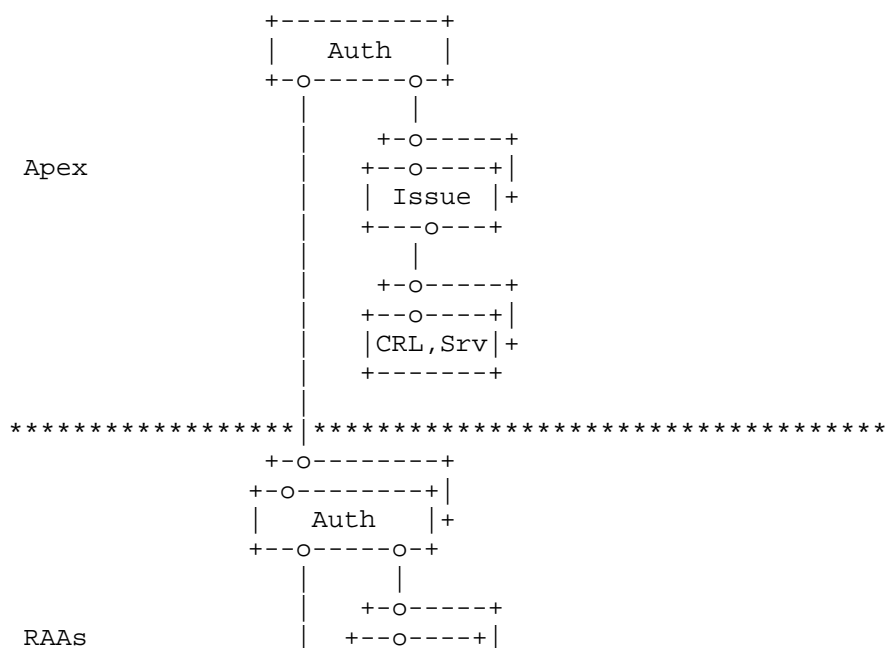 +-----------+
                |   Auth    |
                +-o------o-+
                  |      |
                  |    +-o-----+
 Apex             |   +--o----+|
                  |   | Issue |+
                  |   +---o---+
                  |      |
                  |    +-o-----+
                  |   +--o----+|
                  |   |CRL,Srv|+
                  |   +-------+
                  |
******************|************************************
                +-o---------+
               +-o---------+|
               |   Auth    |+
               +--o-----o-+
                  |     |
                  |   +-o-----+
 RAAs             |  +--o----+|